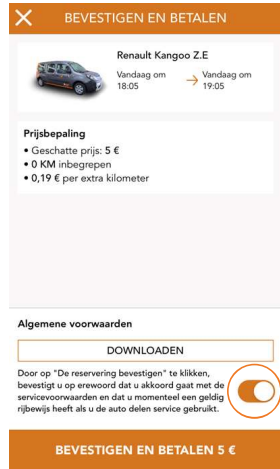 BEVESTIGEN EN BETALEN
Renault Kangoo Z.E
Vandaag om
18:05
→ Vandaag om
19:05
Prijsbepaling
• Geschatte prijs: 5 €
• 0 KM inbegrepen
• 0,19 € per extra kilometer
Algemene voorwaarden
DOWNLOADEN
Door op "De reservering bevestigen" te klikken,
bevestigt u op erewoord dat u akkoord gaat met de
servicevoorwaarden en dat u momenteel een geldig
rijbewijs heeft als u de auto delen service gebruikt.
BEVESTIGEN EN BETALEN 5 €